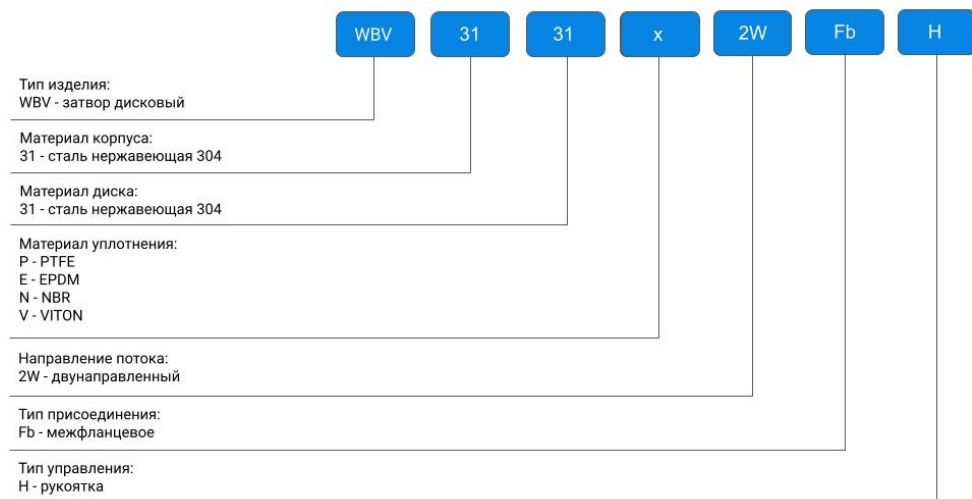 WBV 31 31 x 2W Fb H
Тип изделия:
WBV - затвор дисковый
Материал корпуса:
31 - сталь нержавеющая 304
Материал диска:
31 - сталь нержавеющая 304
Материал уплотнения:
P - PTFE
E - EPDM
N - NBR
V - VITON
Направление потока:
2W - двунаправленный
Тип присоединения:
Fb - межфланцевое
Тип управления:
H - рукоятка